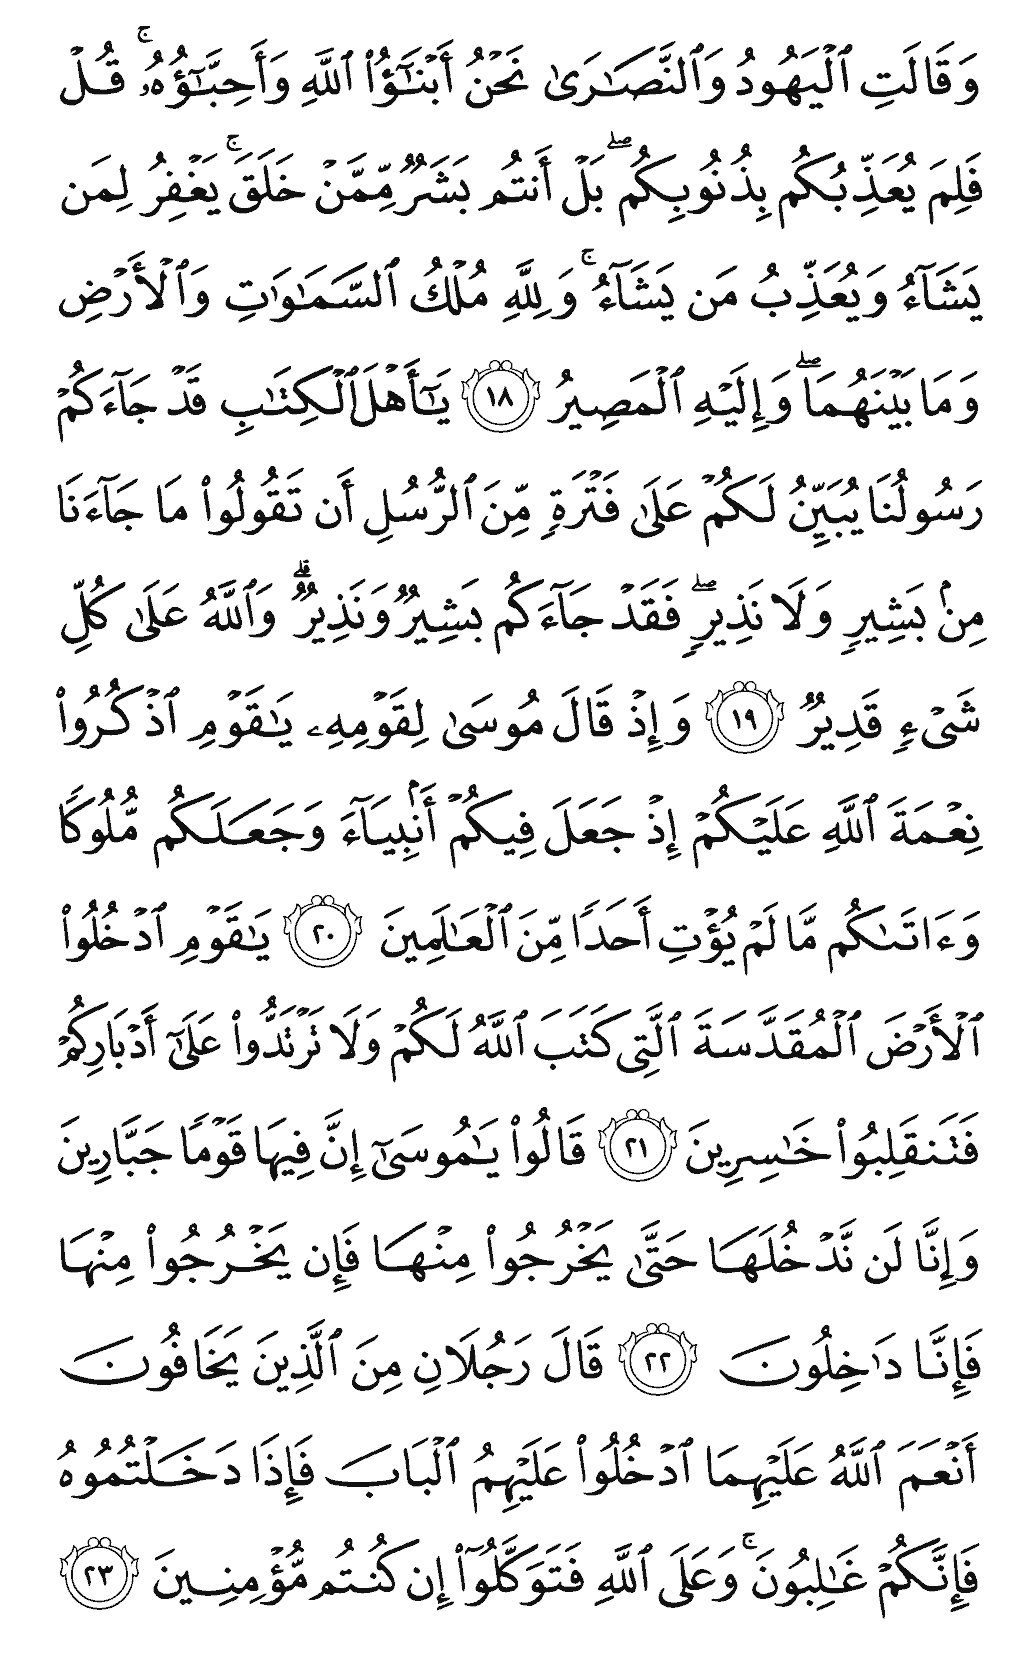 وَقَالَتِ ٱلْيَهُودُ وَٱلنَّصَٰرَىٰ نَحْنُ أَبْنَٰٓؤُا۟ ٱللَّهِ وَأَحِبَّٰٓؤُهُۥ ۚ قُلْ
فَلِمَ يُعَذِّبُكُم بِذُنُوبِكُم ۖ بَلْ أَنتُم بَشَرٌ مِّمَّنْ خَلَقَ ۚ يَغْفِرُ لِمَن
يَشَآءُ وَيُعَذِّبُ مَن يَشَآءُ ۚ وَلِلَّهِ مُلْكُ ٱلسَّمَٰوَٰتِ وَٱلْأَرْضِ
وَمَا بَيْنَهُمَا ۖ وَإِلَيْهِ ٱلْمَصِيرُ ١٨ يَٰٓأَهْلَ ٱلْكِتَٰبِ قَدْ جَآءَكُمْ
رَسُولُنَا يُبَيِّنُ لَكُمْ عَلَىٰ فَتْرَةٍ مِّنَ ٱلرُّسُلِ أَن تَقُولُوا۟ مَا جَآءَنَا
مِنۢ بَشِيرٍ وَلَا نَذِيرٍ ۖ فَقَدْ جَآءَكُم بَشِيرٌ وَنَذِيرٌ ۗ وَٱللَّهُ عَلَىٰ كُلِّ
شَىْءٍ قَدِيرٌ ١٩ وَإِذْ قَالَ مُوسَىٰ لِقَوْمِهِۦ يَٰقَوْمِ ٱذْكُرُوا۟
نِعْمَةَ ٱللَّهِ عَلَيْكُمْ إِذْ جَعَلَ فِيكُمْ أَنۢبِيَآءَ وَجَعَلَكُم مُّلُوكًا
وَءَاتَىٰكُم مَّا لَمْ يُؤْتِ أَحَدًا مِّنَ ٱلْعَٰلَمِينَ ٢٠ يَٰقَوْمِ ٱدْخُلُوا۟
ٱلْأَرْضَ ٱلْمُقَدَّسَةَ ٱلَّتِى كَتَبَ ٱللَّهُ لَكُمْ وَلَا تَرْتَدُّوا۟ عَلَىٰٓ أَدْبَارِكُمْ
فَتَنقَلِبُوا۟ خَٰسِرِينَ ٢١ قَالُوا۟ يَٰمُوسَىٰٓ إِنَّ فِيهَا قَوْمًا جَبَّارِينَ
وَإِنَّا لَن نَّدْخُلَهَا حَتَّىٰ يَخْرُجُوا۟ مِنْهَا فَإِن يَخْرُجُوا۟ مِنْهَا
فَإِنَّا دَٰخِلُونَ ٢٢ قَالَ رَجُلَانِ مِنَ ٱلَّذِينَ يَخَافُونَ
أَنْعَمَ ٱللَّهُ عَلَيْهِمَا ٱدْخُلُوا۟ عَلَيْهِمُ ٱلْبَابَ فَإِذَا دَخَلْتُمُوهُ
فَإِنَّكُمْ غَٰلِبُونَ ۚ وَعَلَى ٱللَّهِ فَتَوَكَّلُوٓا۟ إِن كُنتُم مُّؤْمِنِينَ ٢٣